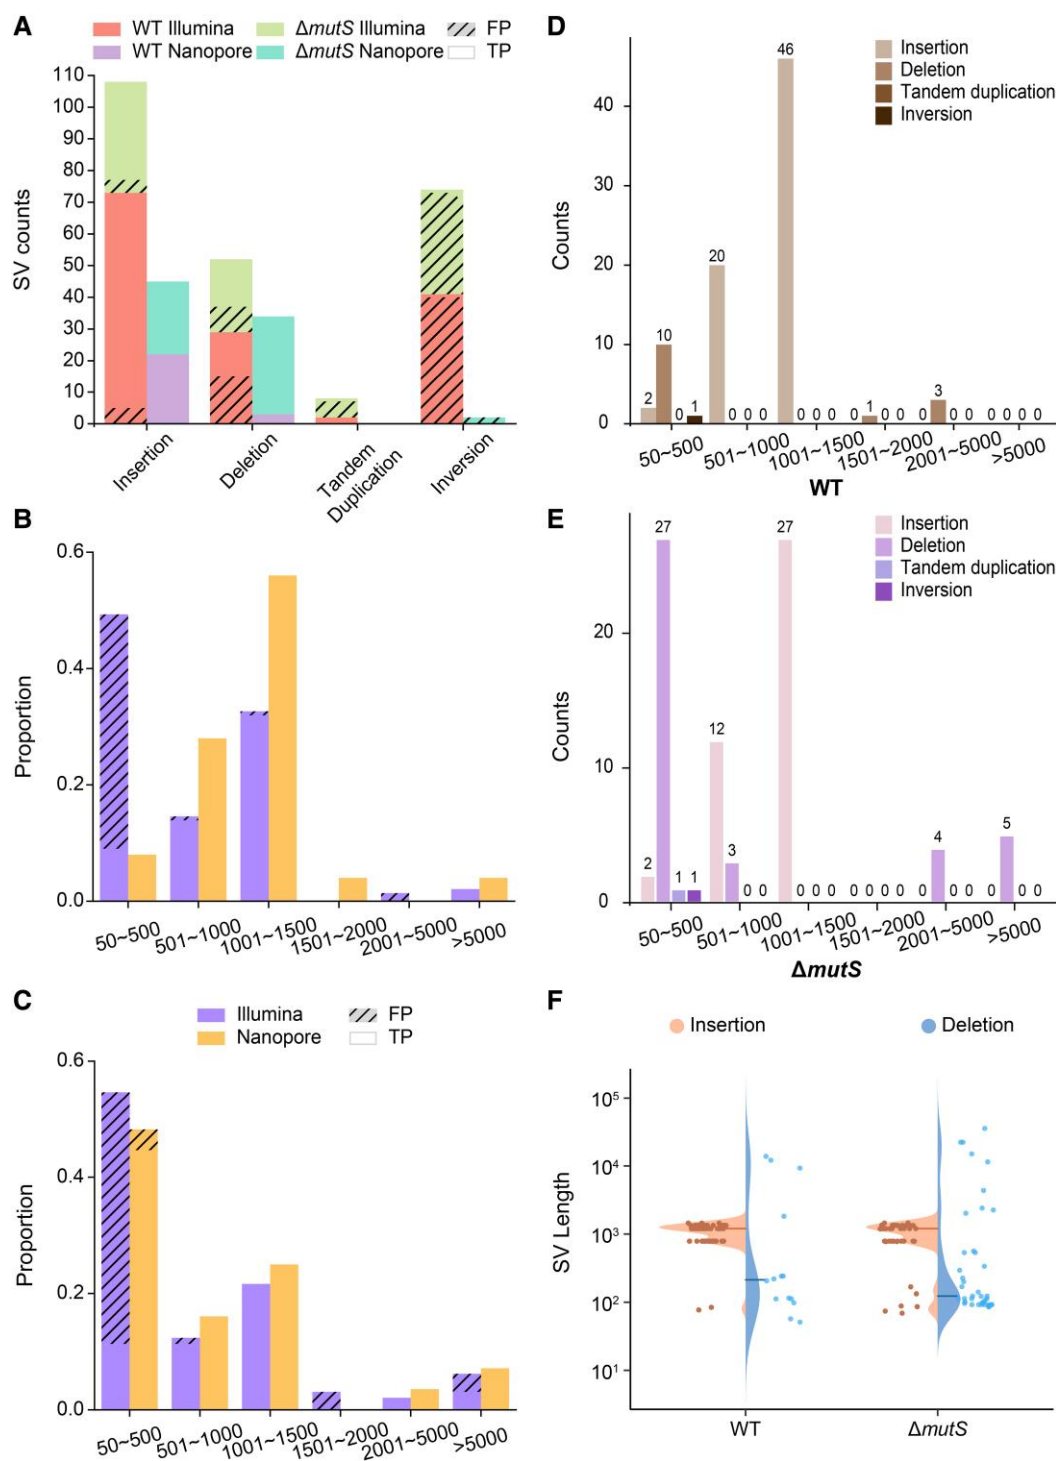 A
WT Illumina
ΔmutS Illumina
FP
WT Nanopore
ΔmutS Nanopore
TP
SV counts
110
100
90
80
70
60
50
40
30
20
10
0
Insertion
Deletion
Tandem
Duplication
Inversion
B
Proportion
0.6
0.4
0.2
0.0
50~500
501~1000
1001~1500
1501~2000
2001~5000
>5000
C
Illumina
FP
Nanopore
TP
Proportion
0.6
0.4
0.2
0.0
50~500
501~1000
1001~1500
1501~2000
2001~5000
>5000
D
Insertion
Deletion
Tandem duplication
Inversion
Counts
40
20
0
2 10 0 1 20 0 0 0 46 0 0 0 0 1 0 0 0 3 0 0 0 0 0 0
50~500
501~1000
1001~1500
1501~2000
2001~5000
>5000
WT
E
Insertion
Deletion
Tandem duplication
Inversion
Counts
20
10
0
2 27 1 1 12 3 0 0 27 0 0 0 0 0 0 0 0 4 0 0 0 5 0 0
50~500
501~1000
1001~1500
1501~2000
2001~5000
>5000
ΔmutS
F
Insertion
Deletion
SV Length
10⁵
10⁴
10³
10²
10¹
WT
ΔmutS